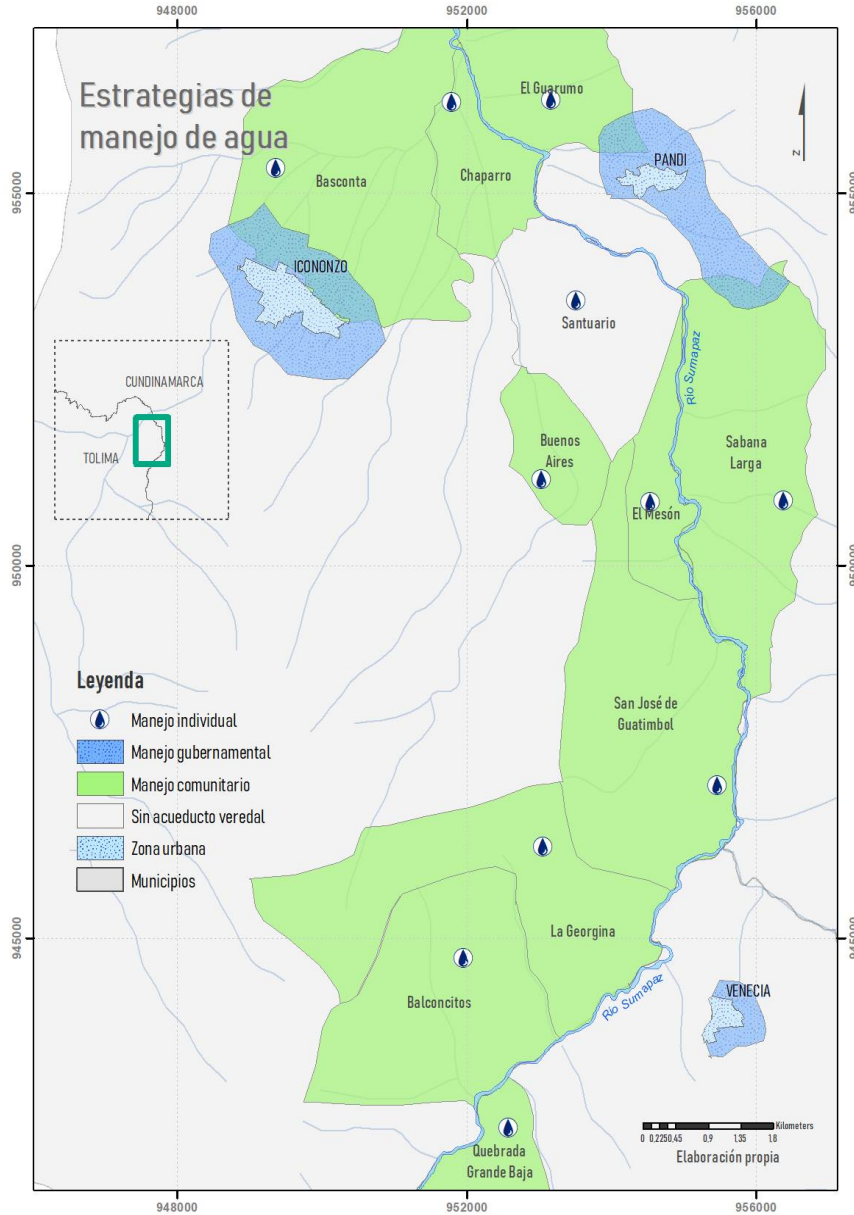 948000
952000
956000
Estrategias de
manejo de agua
El Guarumo
z
PANDI
Basconta
Chaparro
955000
955000
ICONONZO
Santuario
Río Sumapaz
CUNDINAMARCA
TOLIMA
Buenos
Aires
Sabana
Larga
El Mesón
950000
950000
Leyenda
Manejo individual
Manejo gubernamental
Manejo comunitario
Sin acueducto veredal
Zona urbana
Municipios
San José de
Guatimbol
La Georgina
945000
945000
Balconcitos
Río Sumapaz
VENECIA
Quebrada
Grande Baja
Kilometers
0 0,225 0,45 0,9 1,35 1,8
Elaboración propia
948000
952000
956000